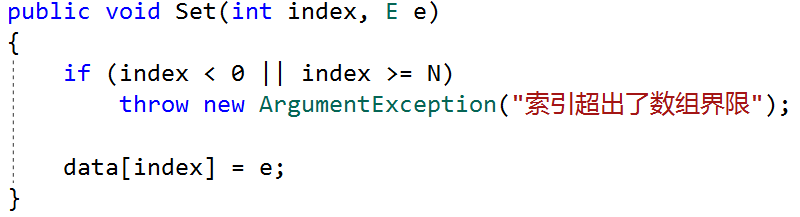 public void Set(int index, E e)
{
    if (index < 0 || index >= N)
        throw new ArgumentException("索引超出了数组界限");
    data[index] = e;
}